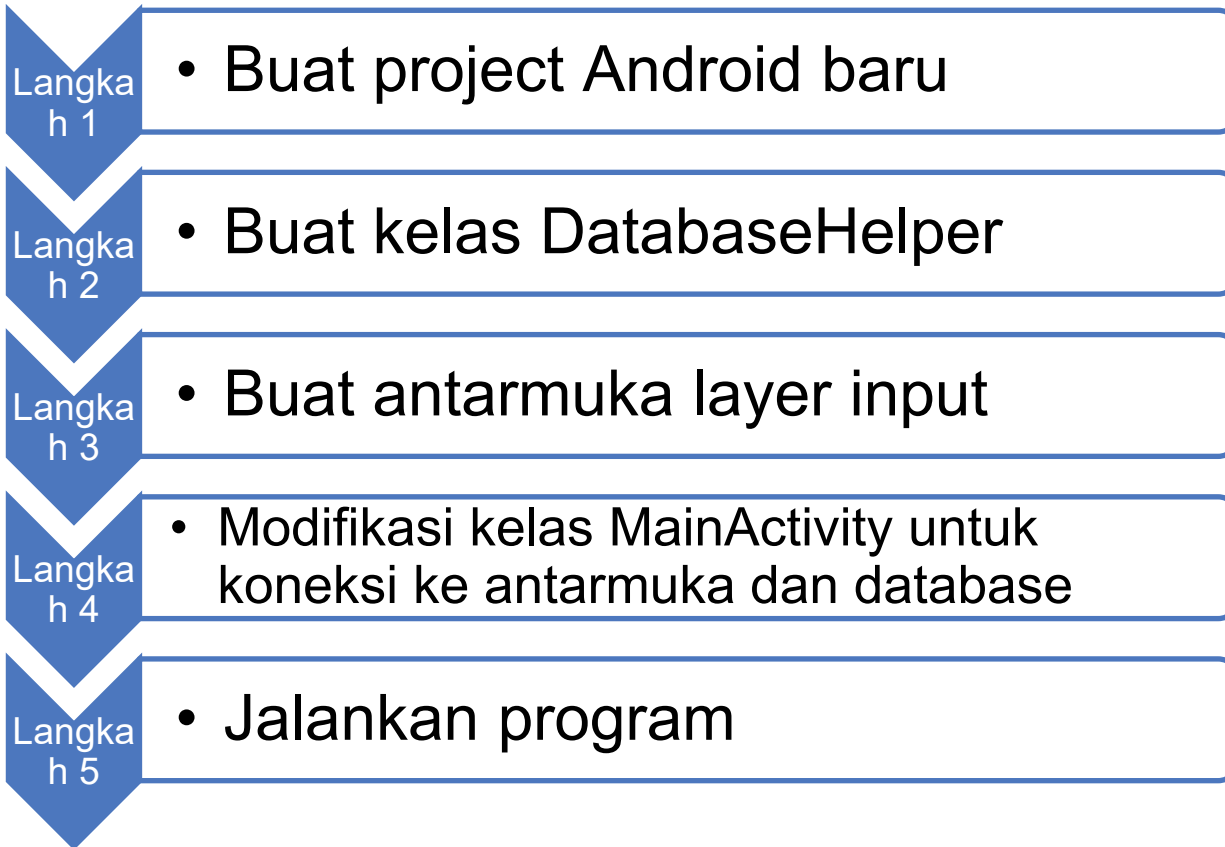 Langka
h 1
• Buat project Android baru
Langka
h 2
• Buat kelas DatabaseHelper
Langka
h 3
• Buat antarmuka layer input
Langka
h 4
• Modifikasi kelas MainActivity untuk
koneksi ke antarmuka dan database
Langka
h 5
• Jalankan program